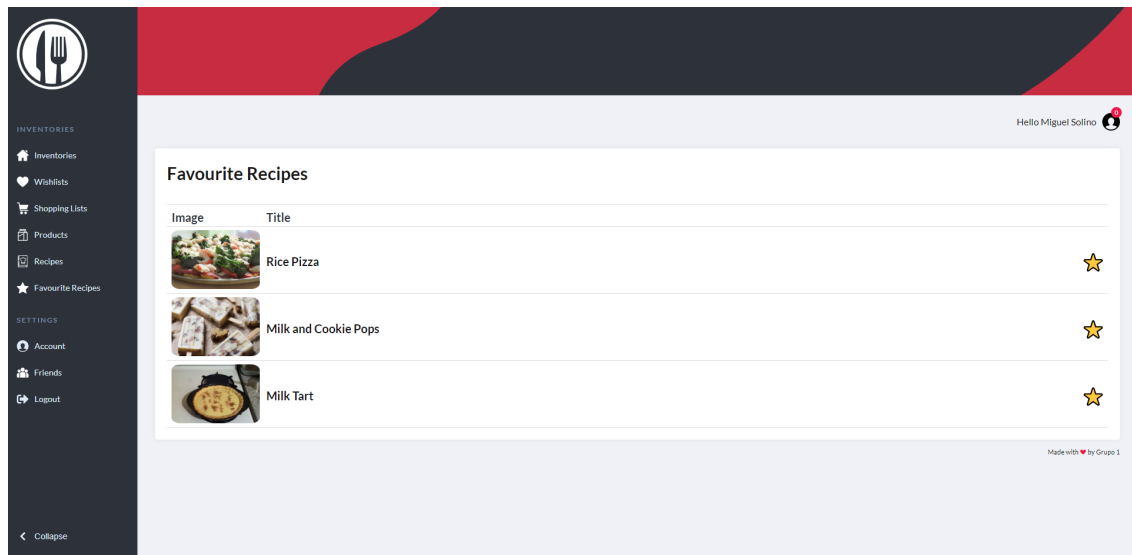 INVENTORIES
Inventories
Wishlists
Shopping Lists
Products
Recipes
Favourite Recipes
SETTINGS
Account
Friends
Logout
Collapse
Hello Miguel Solino
0
Favourite Recipes
Image Title
Rice Pizza
Milk and Cookie Pops
Milk Tart
Made with ♥ by Grupo 1